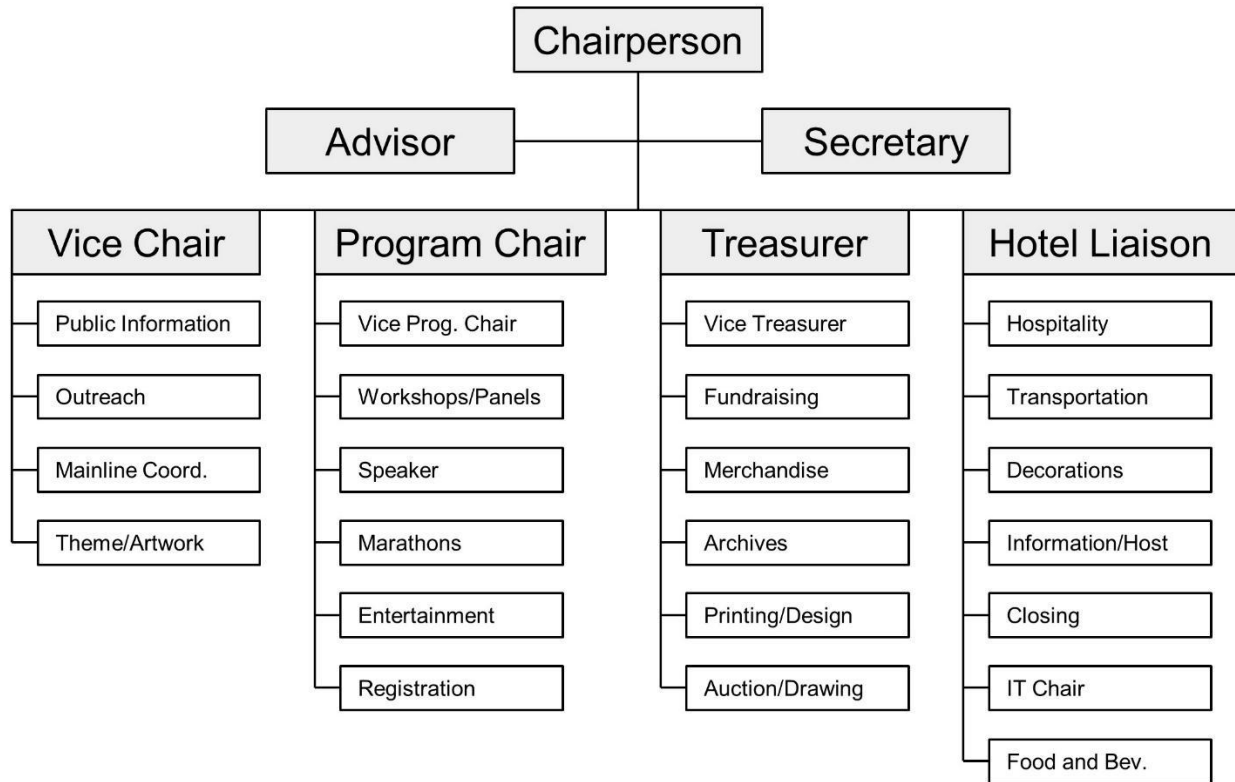 Chairperson
Advisor
Secretary
Vice Chair
Public Information
Outreach
Mainline Coord.
Theme/Artwork
Program Chair
Vice Prog. Chair
Workshops/Panels
Speaker
Marathons
Entertainment
Registration
Treasurer
Vice Treasurer
Fundraising
Merchandise
Archives
Printing/Design
Auction/Drawing
Hotel Liaison
Hospitality
Transportation
Decorations
Information/Host
Closing
IT Chair
Food and Bev.